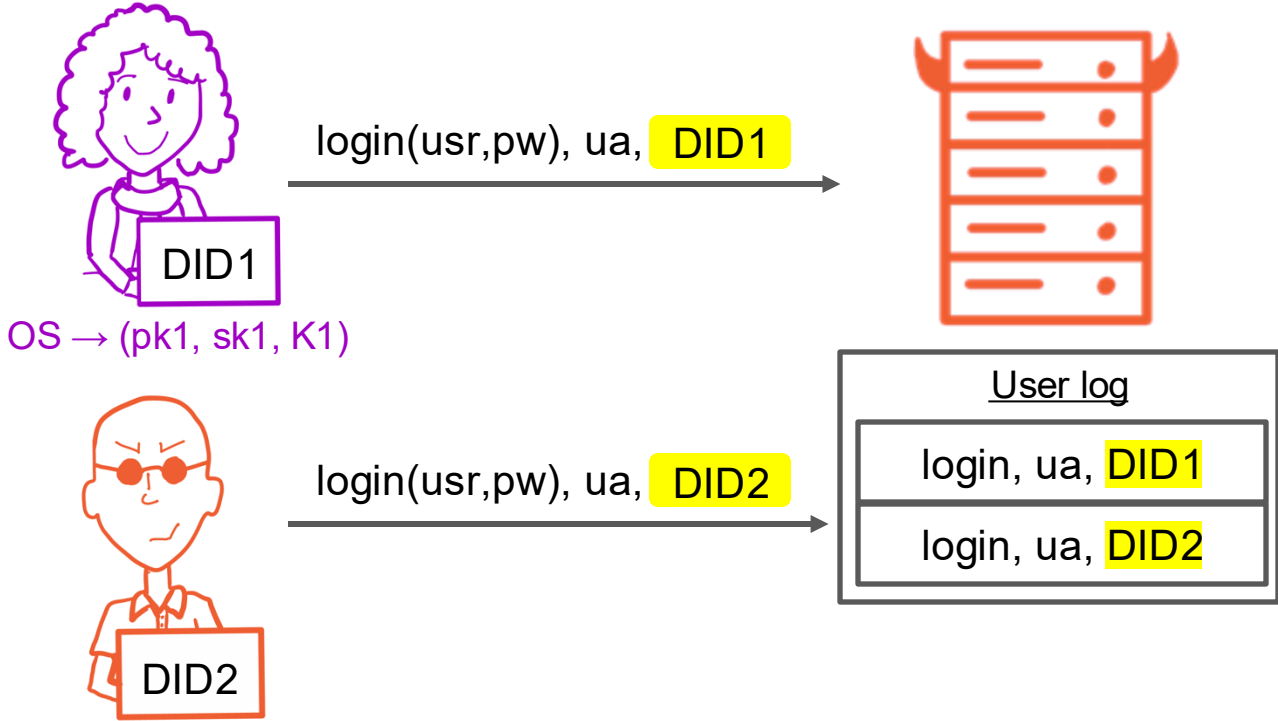 login(usr,pw), ua, DID1
DID1
OS → (pk1, sk1, K1)
User log
login, ua, DID1
login(usr,pw), ua, DID2
login, ua, DID2
DID2